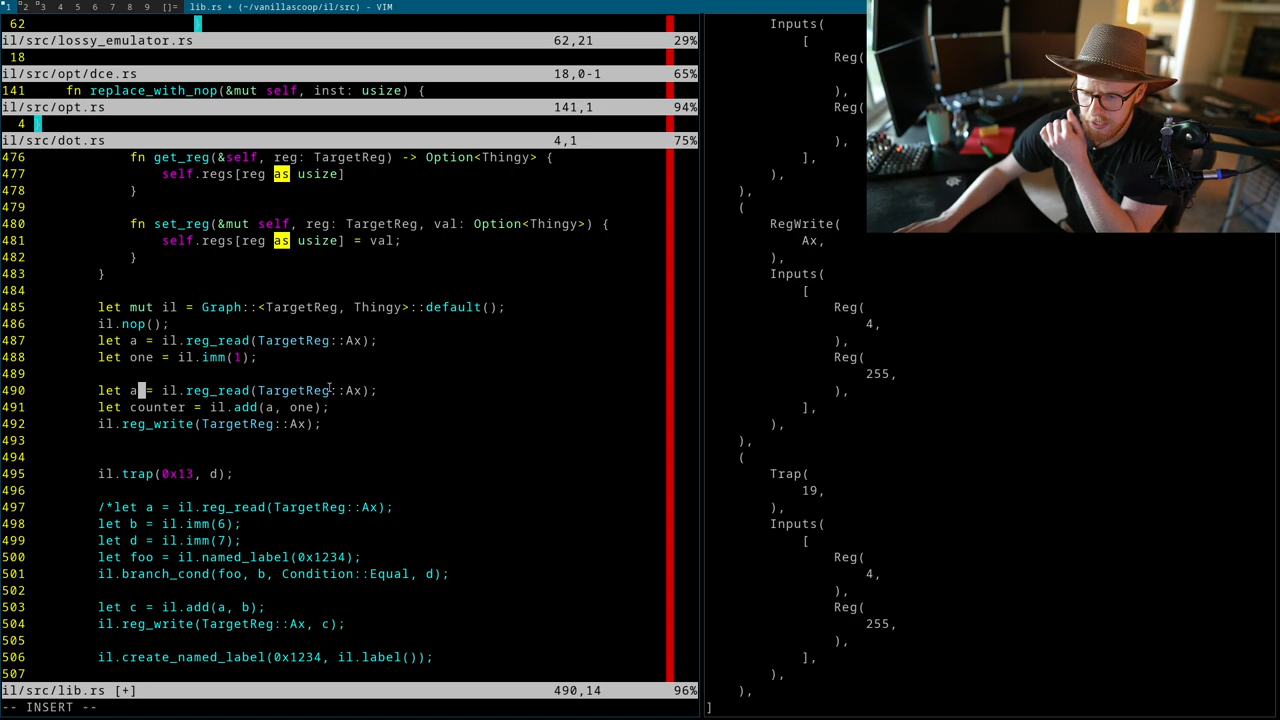 1 2 3 4 5 6 7 8 9 []= lib.rs + (~/vanillascoop/il/src) - VIM
62 }
il/src/lossy_emulator.rs 62,21 29%
18
il/src/opt/dce.rs 18,0-1 65%
141 fn replace_with_nop(&mut self, inst: usize) {
il/src/opt.rs 141,1 94%
4 }
il/src/dot.rs 4,1 75%
476 fn get_reg(&self, reg: TargetReg) -> Option<Thingy> {
477 self.regs[reg as usize]
478 }
479
480 fn set_reg(&mut self, reg: TargetReg, val: Option<Thingy>) {
481 self.regs[reg as usize] = val;
482 }
483 }
484
485 let mut il = Graph::<TargetReg, Thingy>::default();
486 il.nop();
487 let a = il.reg_read(TargetReg::Ax);
488 let one = il.imm(1);
489
490 let a = il.reg_read(TargetReg::Ax);
491 let counter = il.add(a, one);
492 il.reg_write(TargetReg::Ax);
493
494
495 il.trap(0x13, d);
496
497 /*let a = il.reg_read(TargetReg::Ax);
498 let b = il.imm(6);
499 let d = il.imm(7);
500 let foo = il.named_label(0x1234);
501 il.branch_cond(foo, b, Condition::Equal, d);
502
503 let c = il.add(a, b);
504 il.reg_write(TargetReg::Ax, c);
505
506 il.create_named_label(0x1234, il.label());
507
il/src/lib.rs [+] 490,14 96%
-- INSERT --
Inputs(
[
Reg(
),
Reg(
),
],
),
),
(
RegWrite(
Ax,
),
Inputs(
[
Reg(
4,
),
Reg(
255,
),
],
),
),
(
Trap(
19,
),
Inputs(
[
Reg(
4,
),
Reg(
255,
),
],
),
),
]